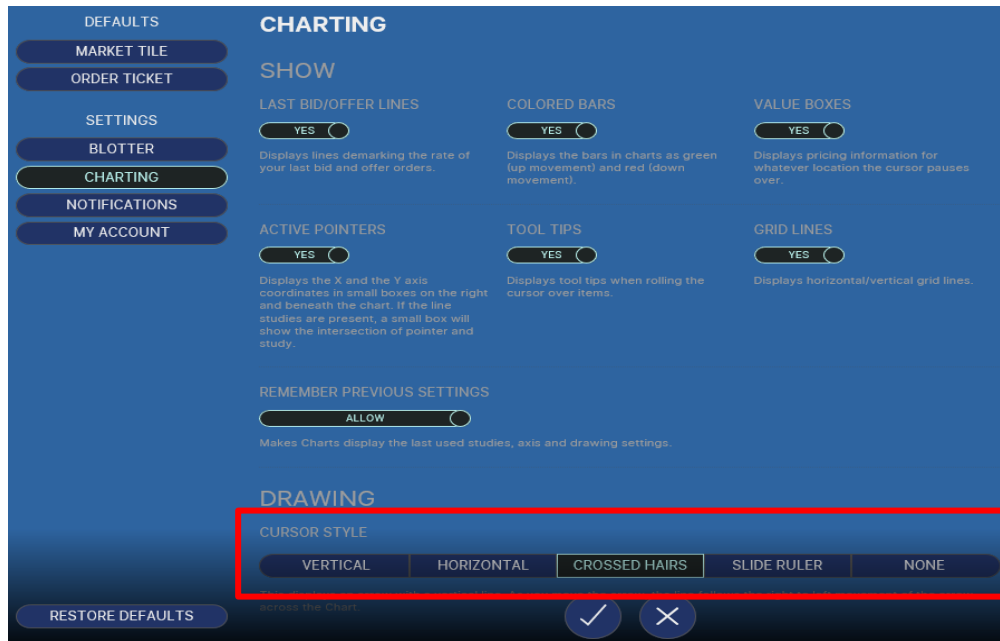 DEFAULTS
MARKET TILE
ORDER TICKET
SETTINGS
BLOTTER
CHARTING
NOTIFICATIONS
MY ACCOUNT
RESTORE DEFAULTS
CHARTING
SHOW
LAST BID/OFFER LINES
YES
Displays lines demarking the rate of
your last bid and offer orders.
COLORED BARS
YES
Displays the bars in charts as green
(up movement) and red (down
movement).
VALUE BOXES
YES
Displays pricing information for
whatever location the cursor pauses
over.
ACTIVE POINTERS
YES
Displays the X and the Y axis
coordinates in small boxes on the right
and beneath the chart. If the line
studies are present, a small box will
show the intersection of pointer and
study.
TOOL TIPS
YES
Displays tool tips when rolling the
cursor over items.
GRID LINES
YES
Displays horizontal/vertical grid lines.
REMEMBER PREVIOUS SETTINGS
ALLOW
Makes Charts display the last used studies, axis and drawing settings.
DRAWING
CURSOR STYLE
VERTICAL
HORIZONTAL
CROSSED HAIRS
SLIDE RULER
NONE
across the Chart.